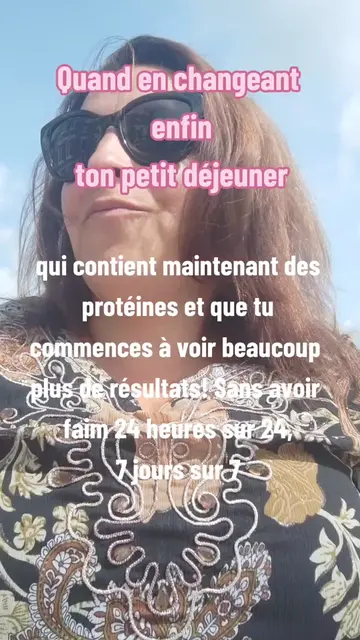 Quand en changeant
enfin
ton petit déjeuner
qui contient maintenant des
protéines et que tu
commences à voir beaucoup
plus de résultats! Sans avoir
faim 24 heures sur 24,
7 jours sur 7